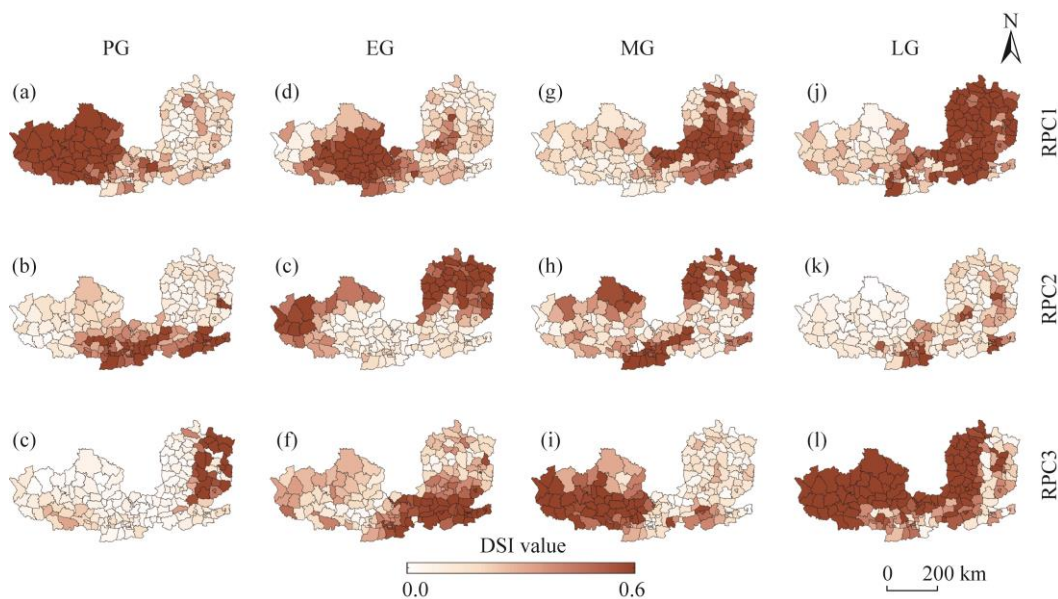 PG EG MG LG N
(a) (d) (g) (j) RPC1
(b) (c) (h) (k) RPC2
(c) (f) (i) (l) RPC3
DSI value
0.0 0.6 0 200 km